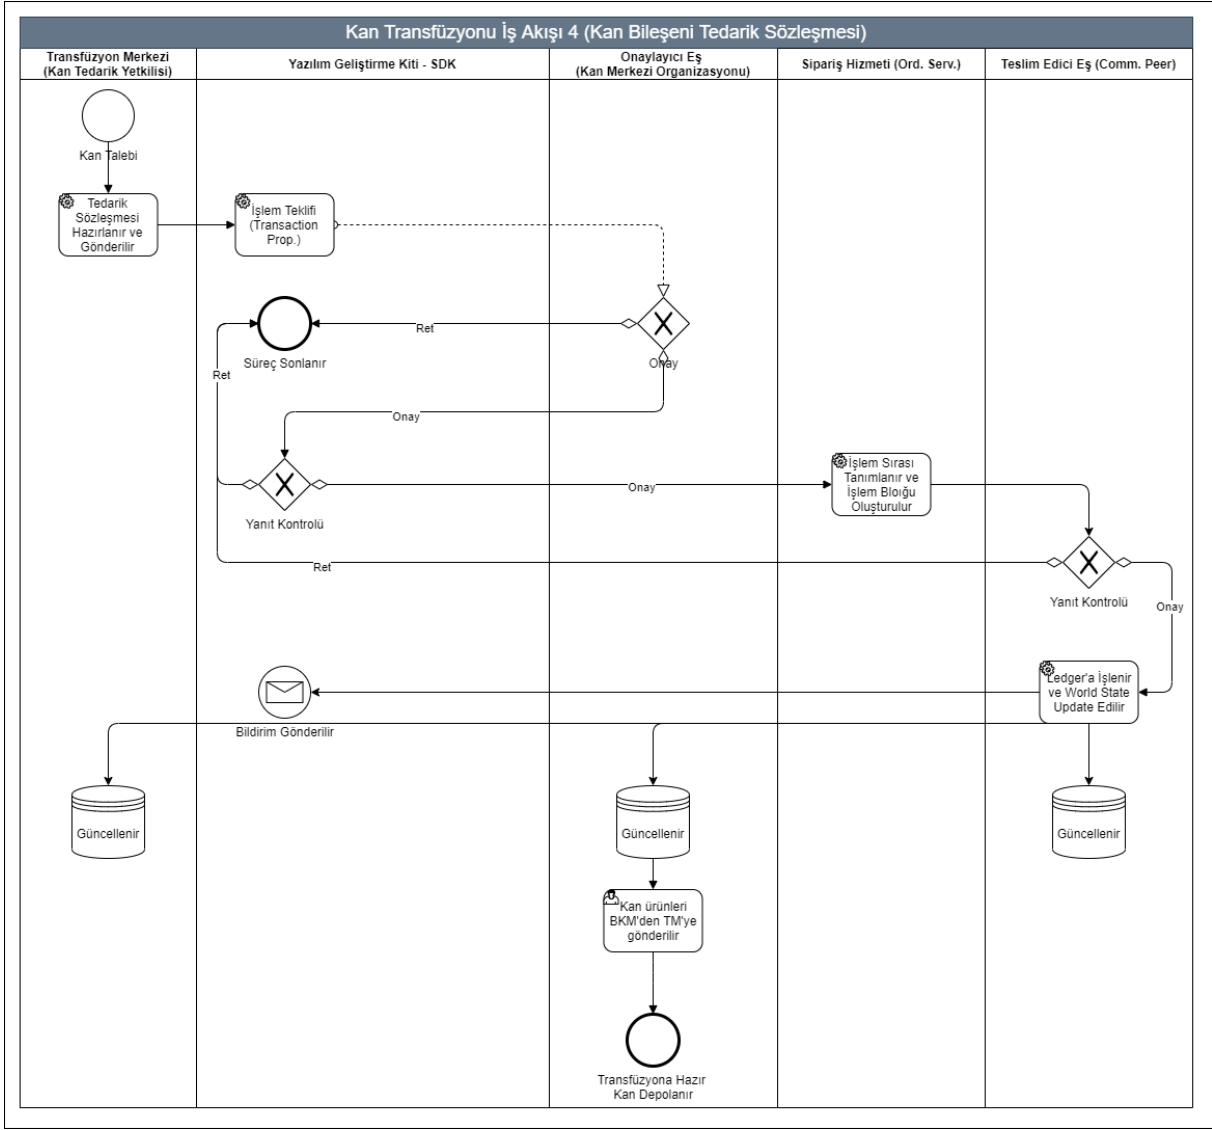 Kan Transfüzyonu İş Akışı 4 (Kan Bileşeni Tedarik Sözleşmesi)
Transfüzyon Merkezi
(Kan Tedarik Yetkilisi)
Yazılım Geliştirme Kiti - SDK
Onaylayıcı Eş
(Kan Merkezi Organizasyonu)
Sipariş Hizmeti (Ord. Serv.)
Teslim Edici Eş (Comm. Peer)
Kan Talebi
Tedarik
Sözleşmesi
Hazırlanır ve
Gönderilir
İşlem Teklifi
(Transaction
Prop.)
Ret
Süreç Sonlanır
Onay
Ret
Onay
Yanıt Kontrolü
Onay
İşlem Sırası
Tanımlanır ve
İşlem Bloığu
Oluşturulur
Ret
Yanıt Kontrolü
Onay
Ledger'a İşlenir
ve World State
Update Edilir
Bildirim Gönderilir
Güncellenir
Güncellenir
Güncellenir
Kan ürünleri
BKM'den TM'ye
gönderilir
Transfüzyona Hazır
Kan Depolanır